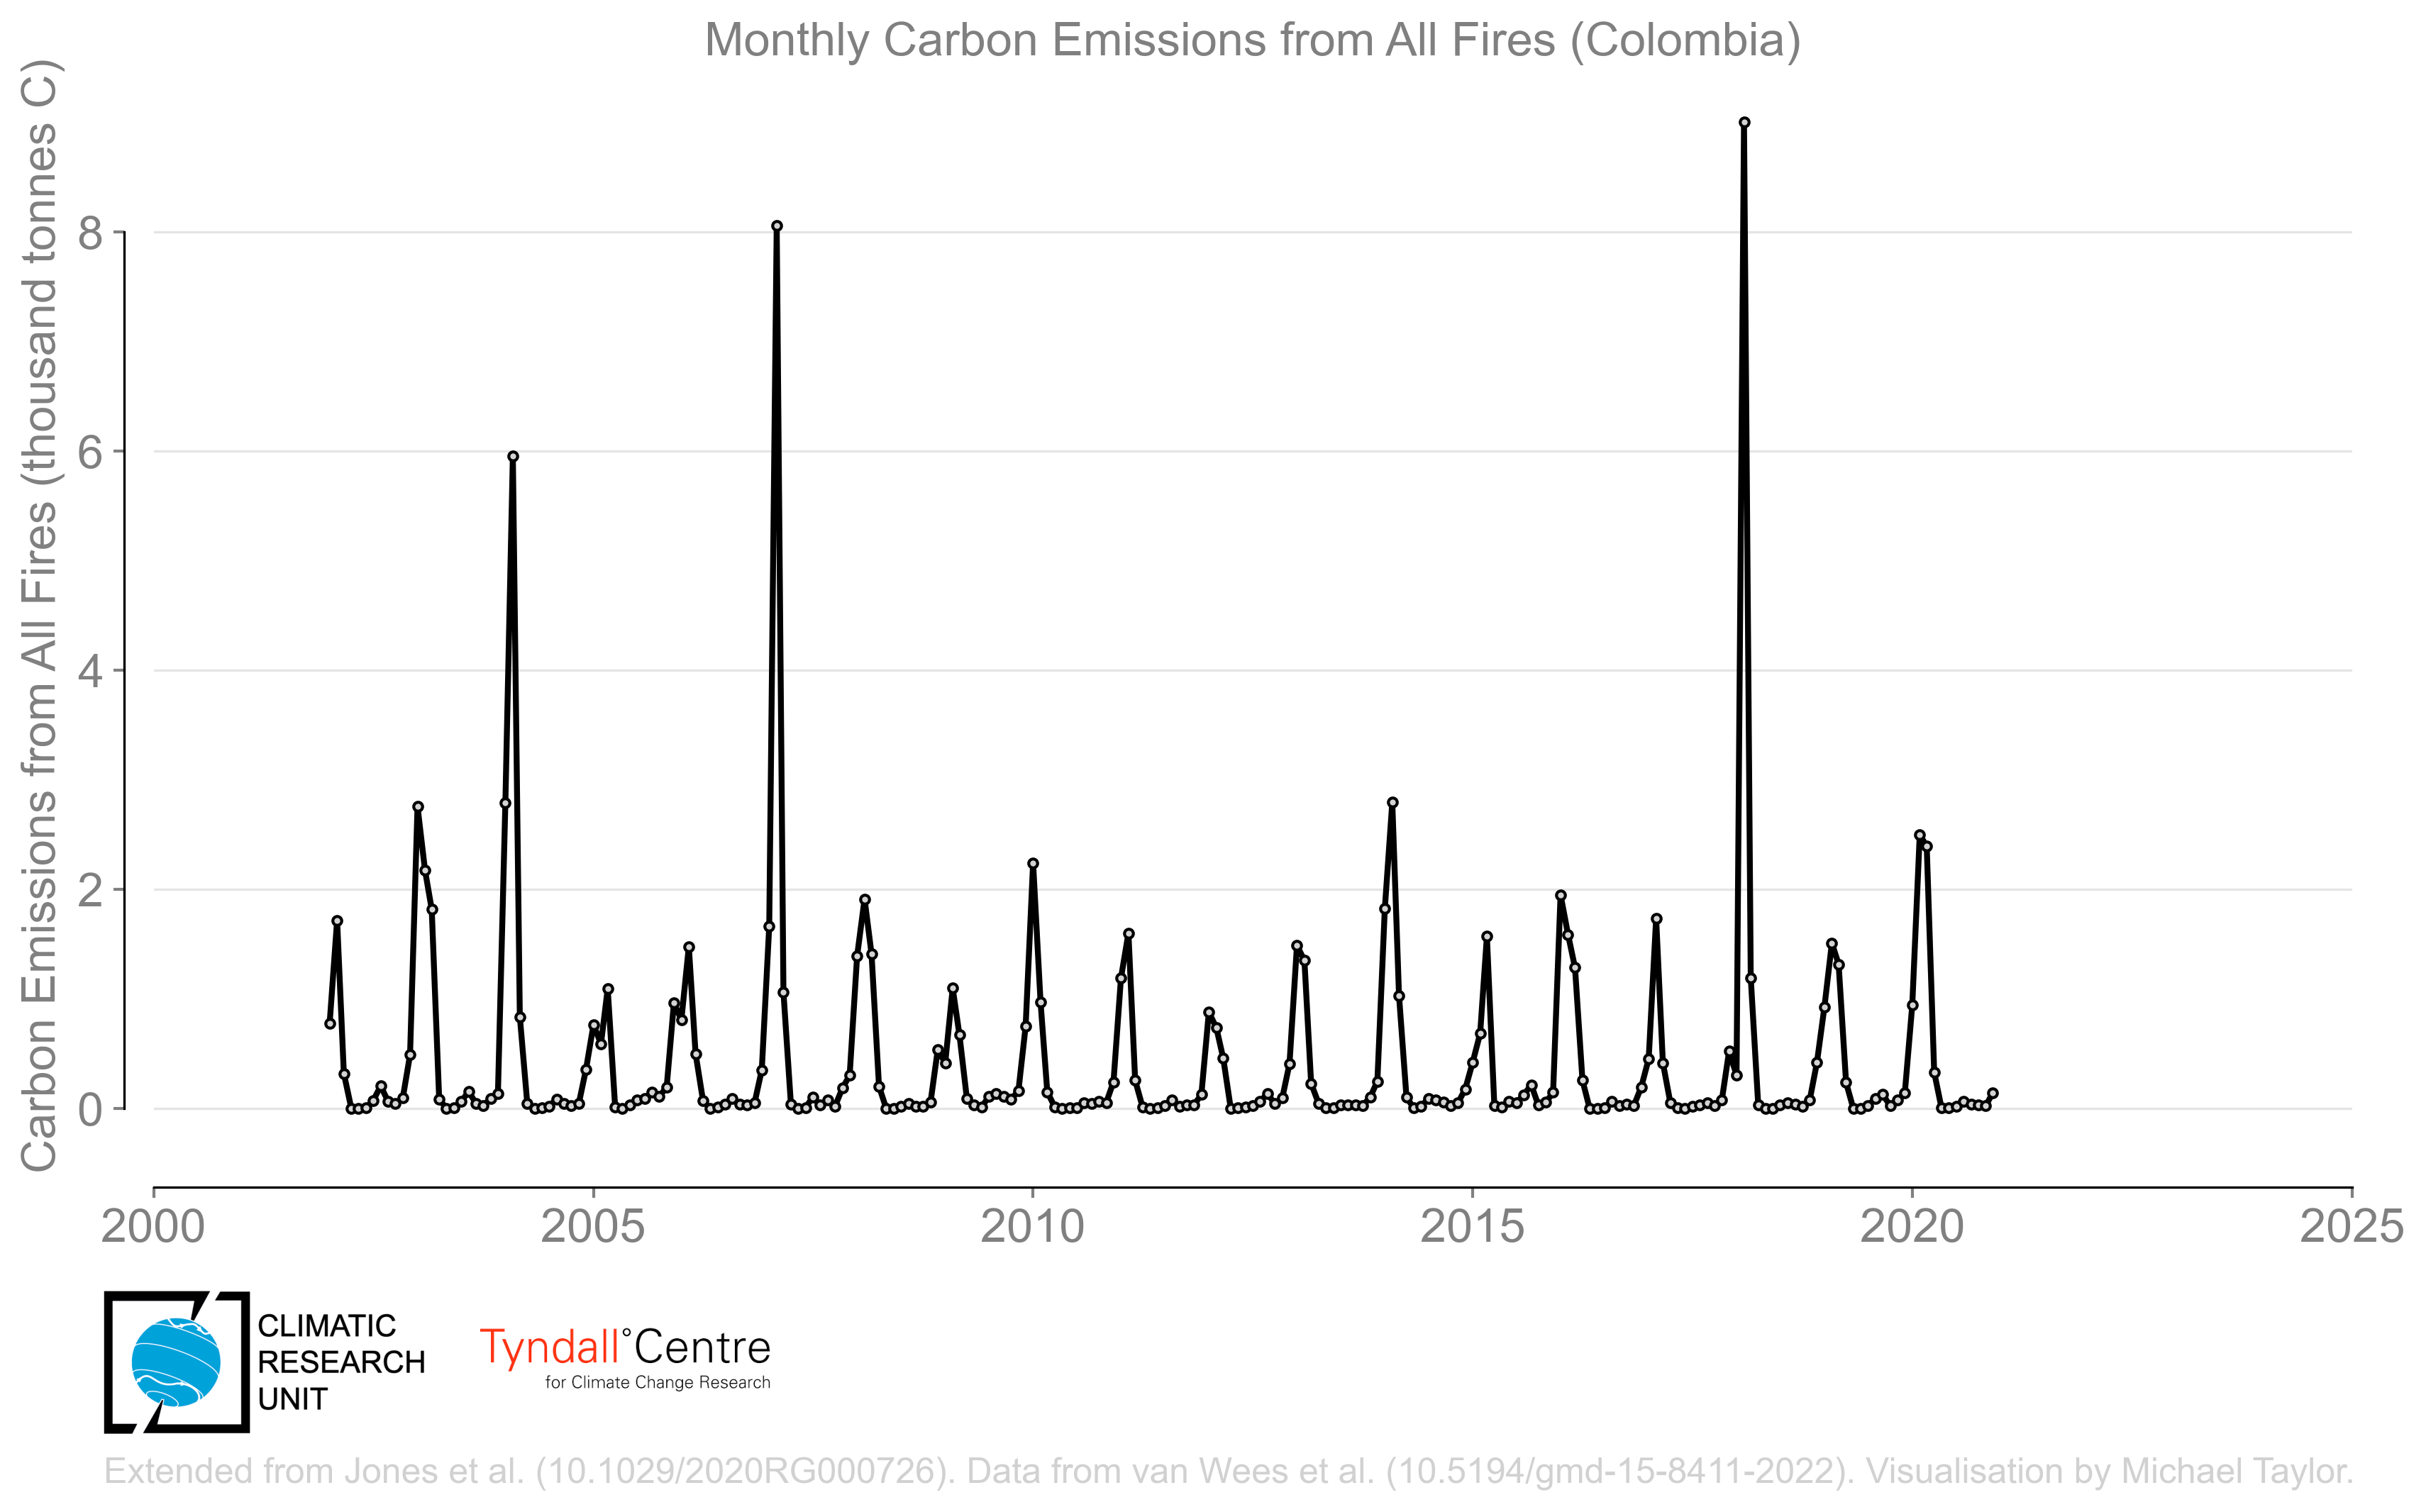 Monthly Carbon Emissions from All Fires (Colombia)
Carbon Emissions from All Fires (thousand tonnes C)
8
6
4
2
0
2000 2005 2010 2015 2020 2025
CLIMATIC
RESEARCH
UNIT
Tyndall°Centre
for Climate Change Research
Extended from Jones et al. (10.1029/2020RG000726). Data from van Wees et al. (10.5194/gmd-15-8411-2022). Visualisation by Michael Taylor.